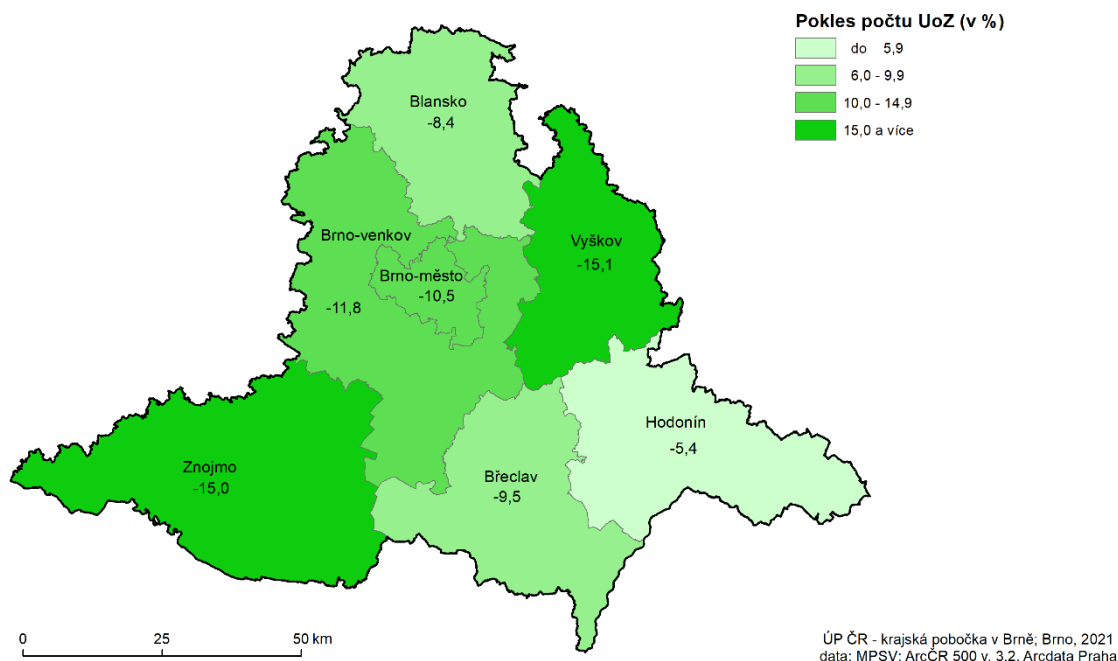 Pokles počtu UoZ (v %)
do 5,9
6,0 - 9,9
10,0 - 14,9
15,0 a více
Blansko
-8,4
Brno-venkov
-11,8
Brno-město
-10,5
Vyškov
-15,1
Hodonín
-5,4
Znojmo
-15,0
Břeclav
-9,5
0 25 50 km
ÚP ČR - krajská pobočka v Brně; Brno, 2021
data: MPSV; ArcČR 500 v. 3.2, Arcdata Praha